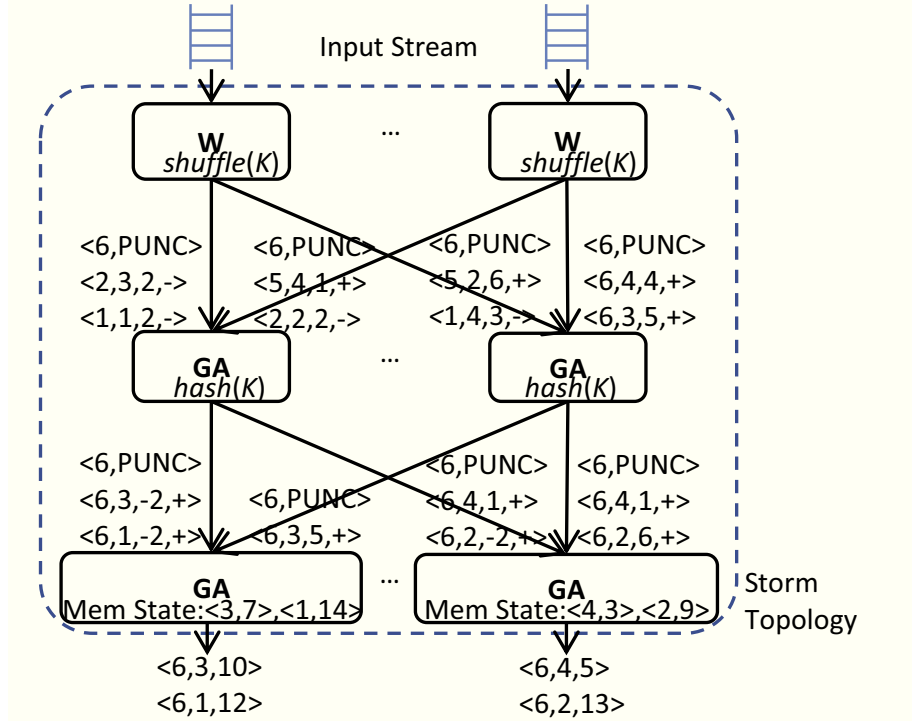 Input Stream
W
shuffle(K)
...
W
shuffle(K)
<6,PUNC>
<2,3,2,->
<1,1,2,->
<6,PUNC>
<5,4,1,+>
<2,2,2,->
<6,PUNC>
<5,2,6,+>
<1,4,3,->
<6,PUNC>
<6,4,4,+>
<6,3,5,+>
GA
hash(K)
...
GA
hash(K)
<6,PUNC>
<6,3,-2,+>
<6,1,-2,+>
<6,PUNC>
<6,3,5,+>
<6,PUNC>
<6,4,1,+>
<6,2,-2,+>
<6,PUNC>
<6,4,1,+>
<6,2,6,+>
GA
Mem State:<3,7>,<1,14>
...
GA
Mem State:<4,3>,<2,9>
Storm
Topology
<6,3,10>
<6,1,12>
<6,4,5>
<6,2,13>